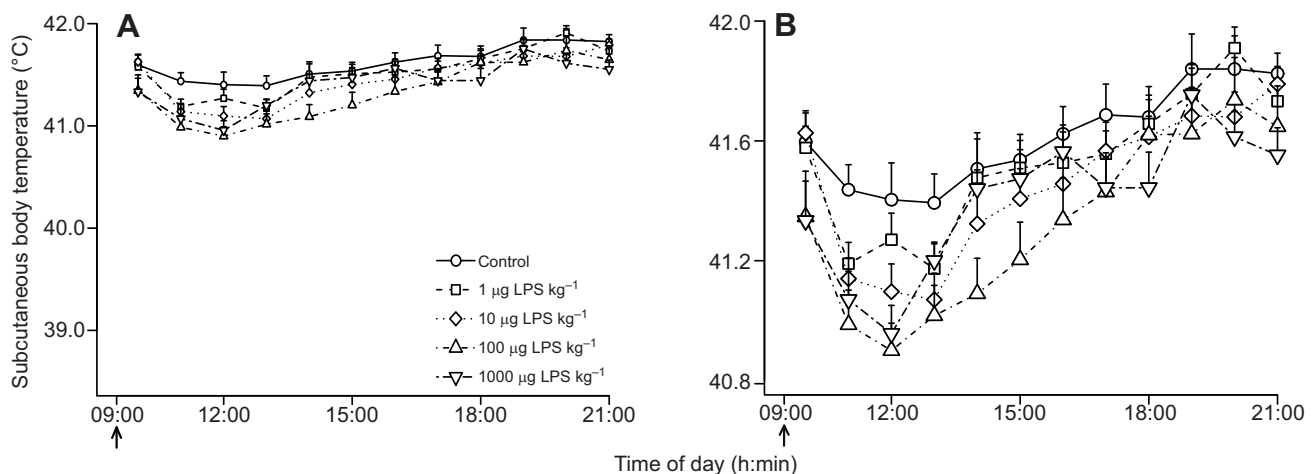 A
Subcutaneous body temperature (°C)
42.0
41.0
40.0
39.0
Control
1 μg LPS kg⁻¹
10 μg LPS kg⁻¹
100 μg LPS kg⁻¹
1000 μg LPS kg⁻¹
09:00 12:00 15:00 18:00 21:00
B
42.0
41.6
41.2
40.8
09:00 12:00 15:00 18:00 21:00
Time of day (h:min)